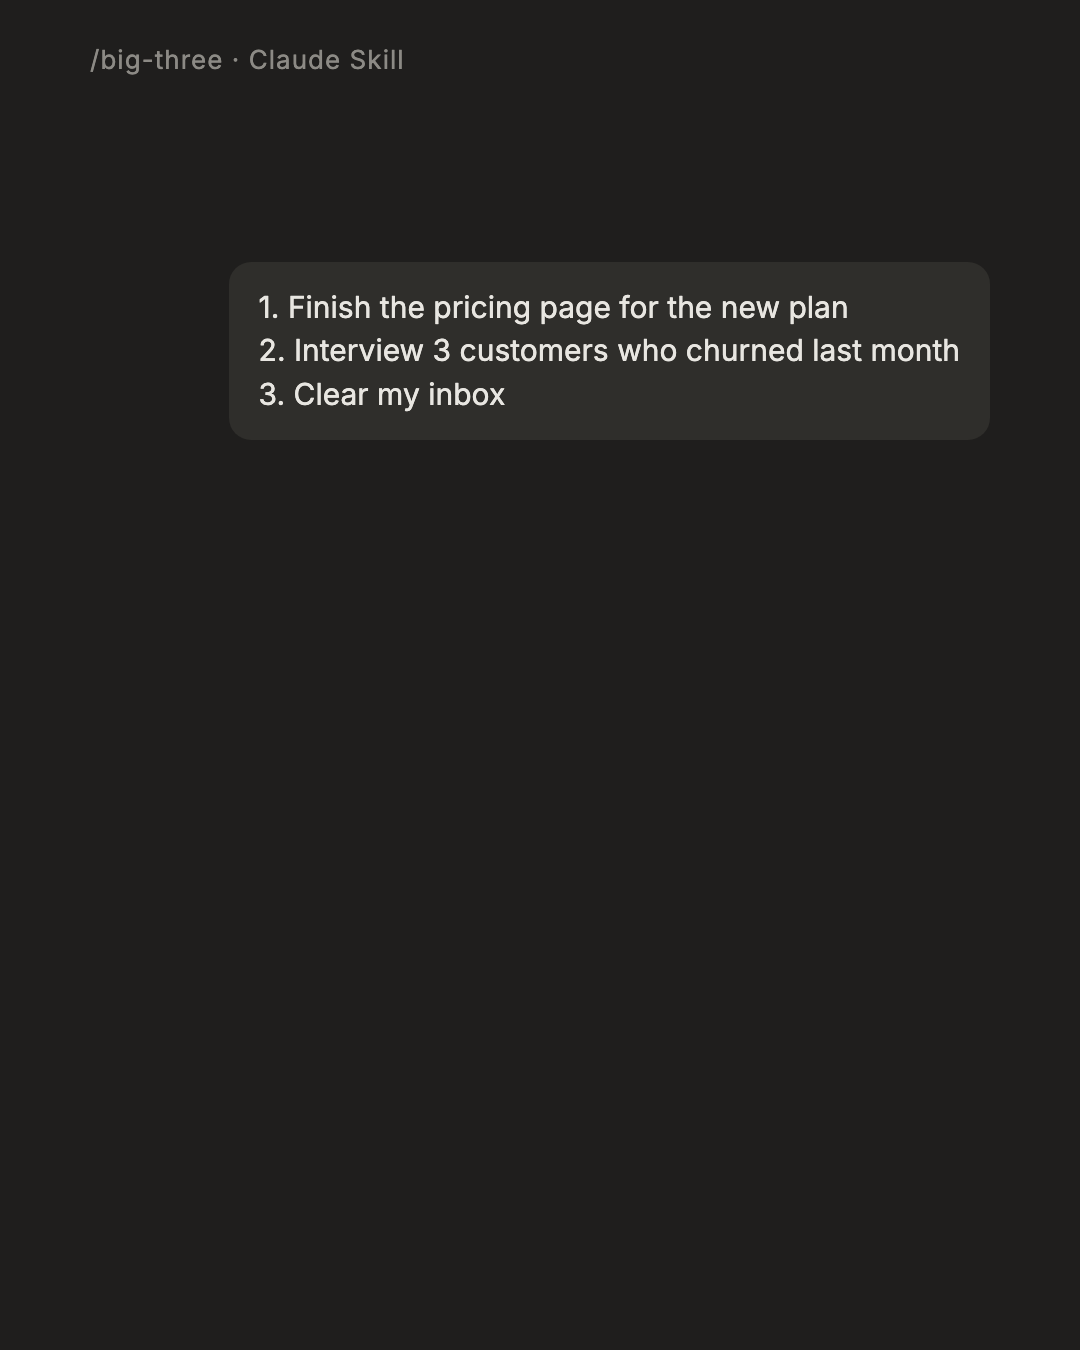 /big-three · Claude Skill
1. Finish the pricing page for the new plan
2. Interview 3 customers who churned last month
3. Clear my inbox